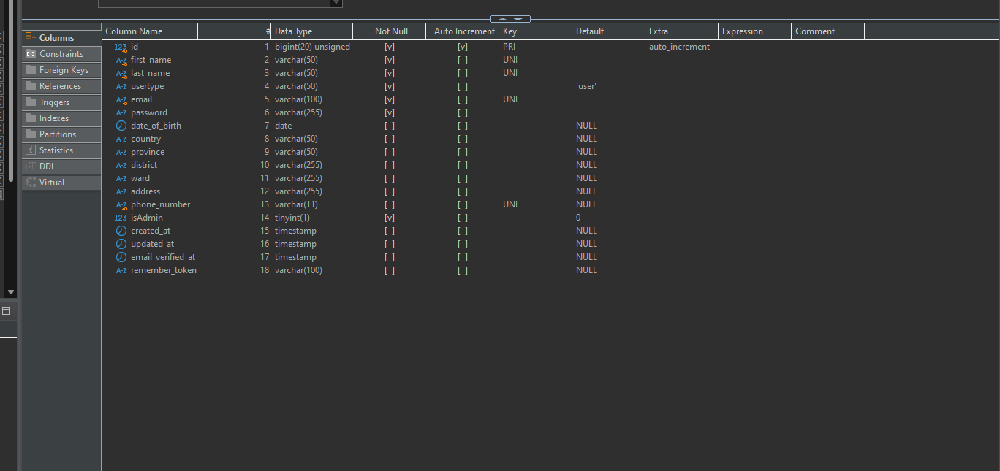 Columns
Constraints
Foreign Keys
References
Triggers
Indexes
Partitions
Statistics
DDL
Virtual
Column Name # Data Type Not Null Auto Increment Key Default Extra Expression Comment
123 id 1 bigint(20) unsigned [v] [v] PRI auto_increment
A-Z first_name 2 varchar(50) [v] [ ] UNI
A-Z last_name 3 varchar(50) [v] [ ] UNI
A-Z usertype 4 varchar(50) [v] [ ] 'user'
A-Z email 5 varchar(100) [v] [ ] UNI
A-Z password 6 varchar(255) [v] [ ]
date_of_birth 7 date [ ] [ ] NULL
A-Z country 8 varchar(50) [ ] [ ] NULL
A-Z province 9 varchar(50) [ ] [ ] NULL
A-Z district 10 varchar(255) [ ] [ ] NULL
A-Z ward 11 varchar(255) [ ] [ ] NULL
A-Z address 12 varchar(255) [ ] [ ] NULL
A-Z phone_number 13 varchar(11) [ ] [ ] UNI NULL
123 isAdmin 14 tinyint(1) [v] [ ] 0
created_at 15 timestamp [ ] [ ] NULL
updated_at 16 timestamp [ ] [ ] NULL
email_verified_at 17 timestamp [ ] [ ] NULL
A-Z remember_token 18 varchar(100) [ ] [ ] NULL